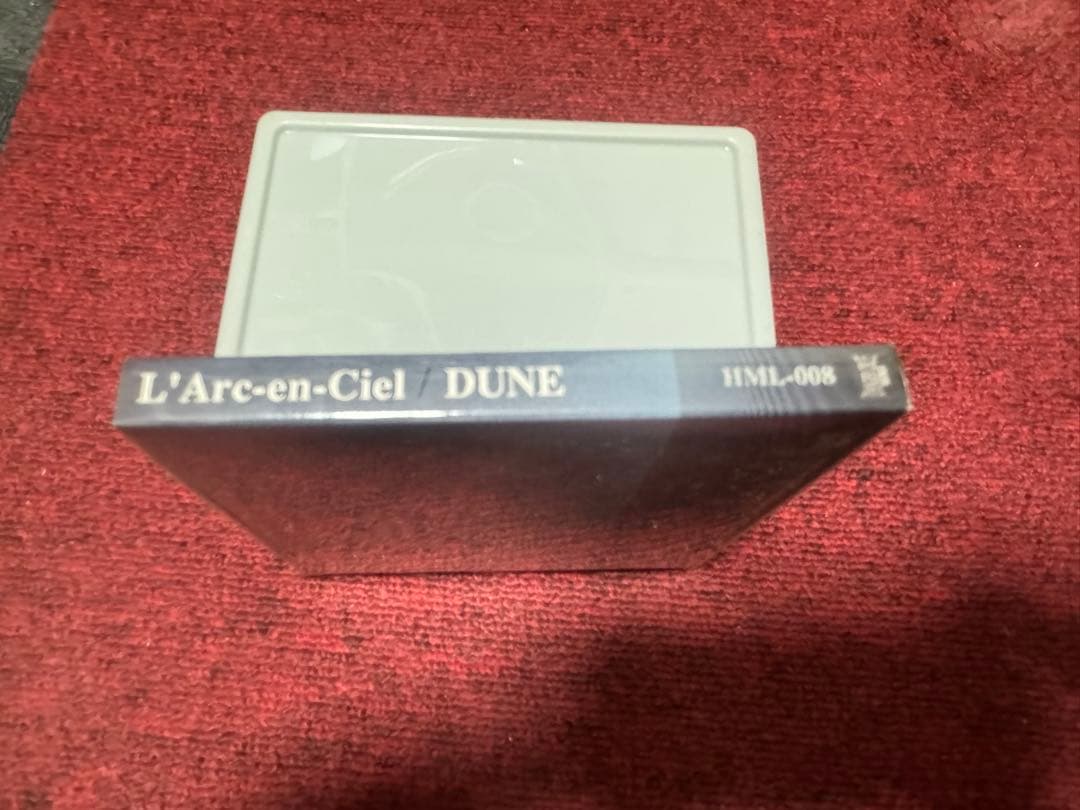 L'Arc-en-Ciel / DUNE HML-008